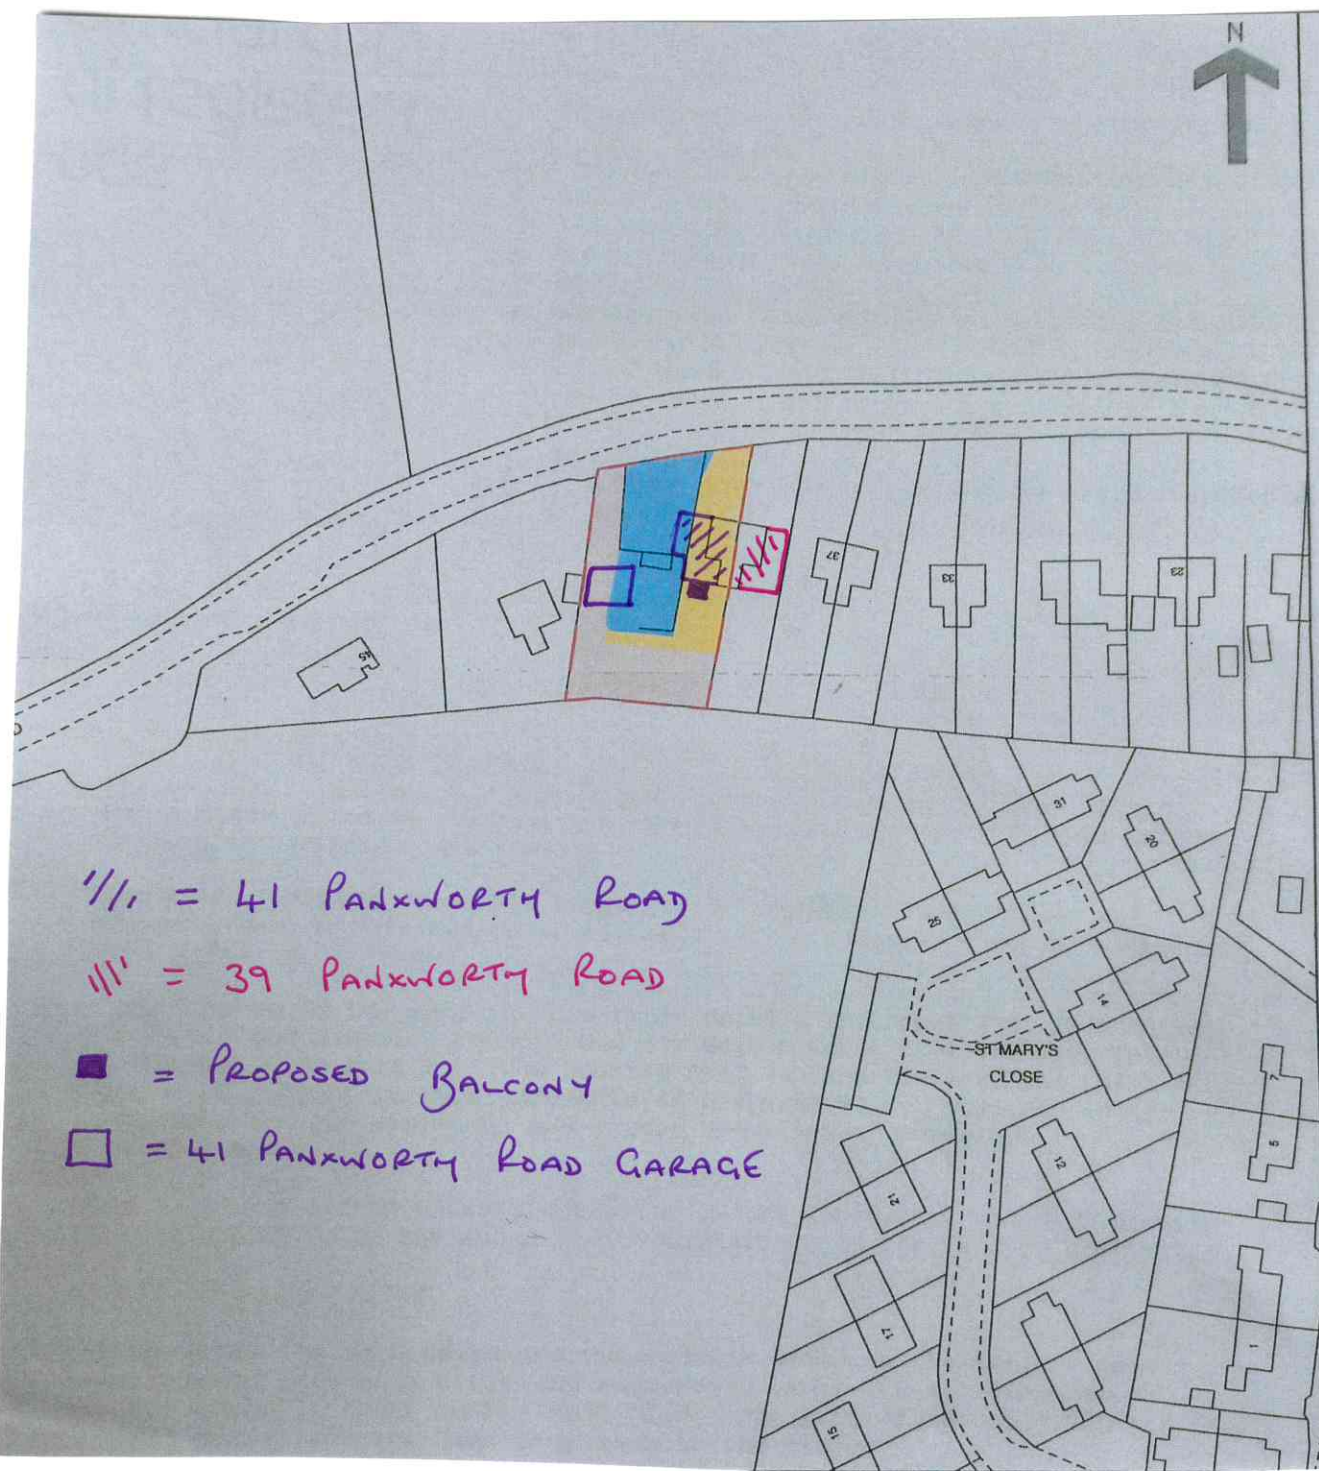 N
37
33
23
45
31
20
25
14
ST MARY'S
CLOSE
7
5
12
21
17
1
15
'//, = 41 PANXWORTH ROAD
\\\' = 39 PANXWORTH ROAD
■ = PROPOSED BALCONY
□ = 41 PANXWORTH ROAD GARAGE